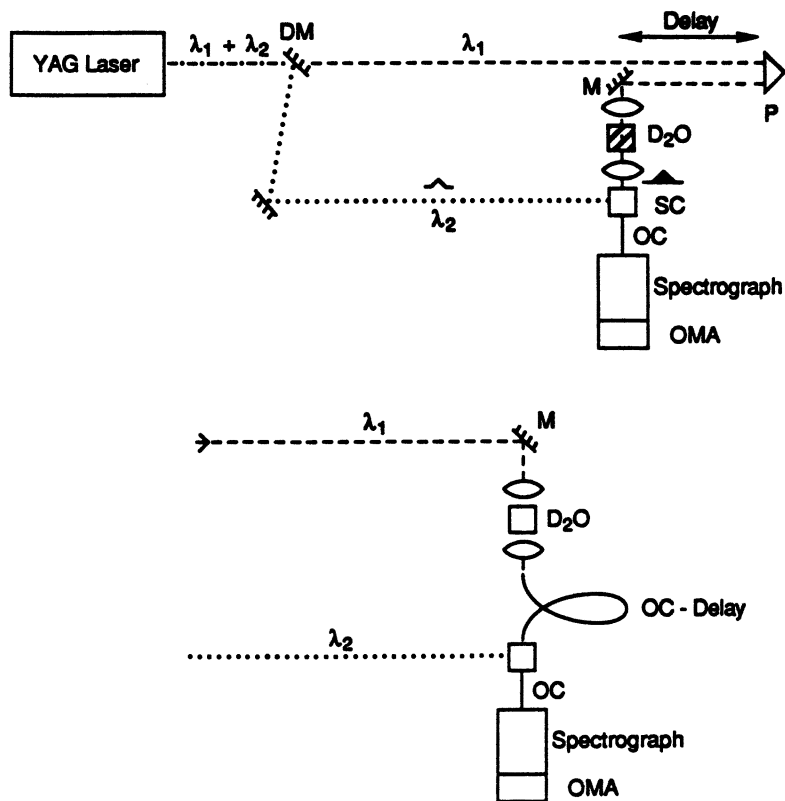 YAG Laser
λ₁ + λ₂
DM
λ₁
Delay
M
P
D₂O
λ₂
SC
OC
Spectrograph
OMA
λ₁
M
D₂O
OC - Delay
λ₂
OC
Spectrograph
OMA